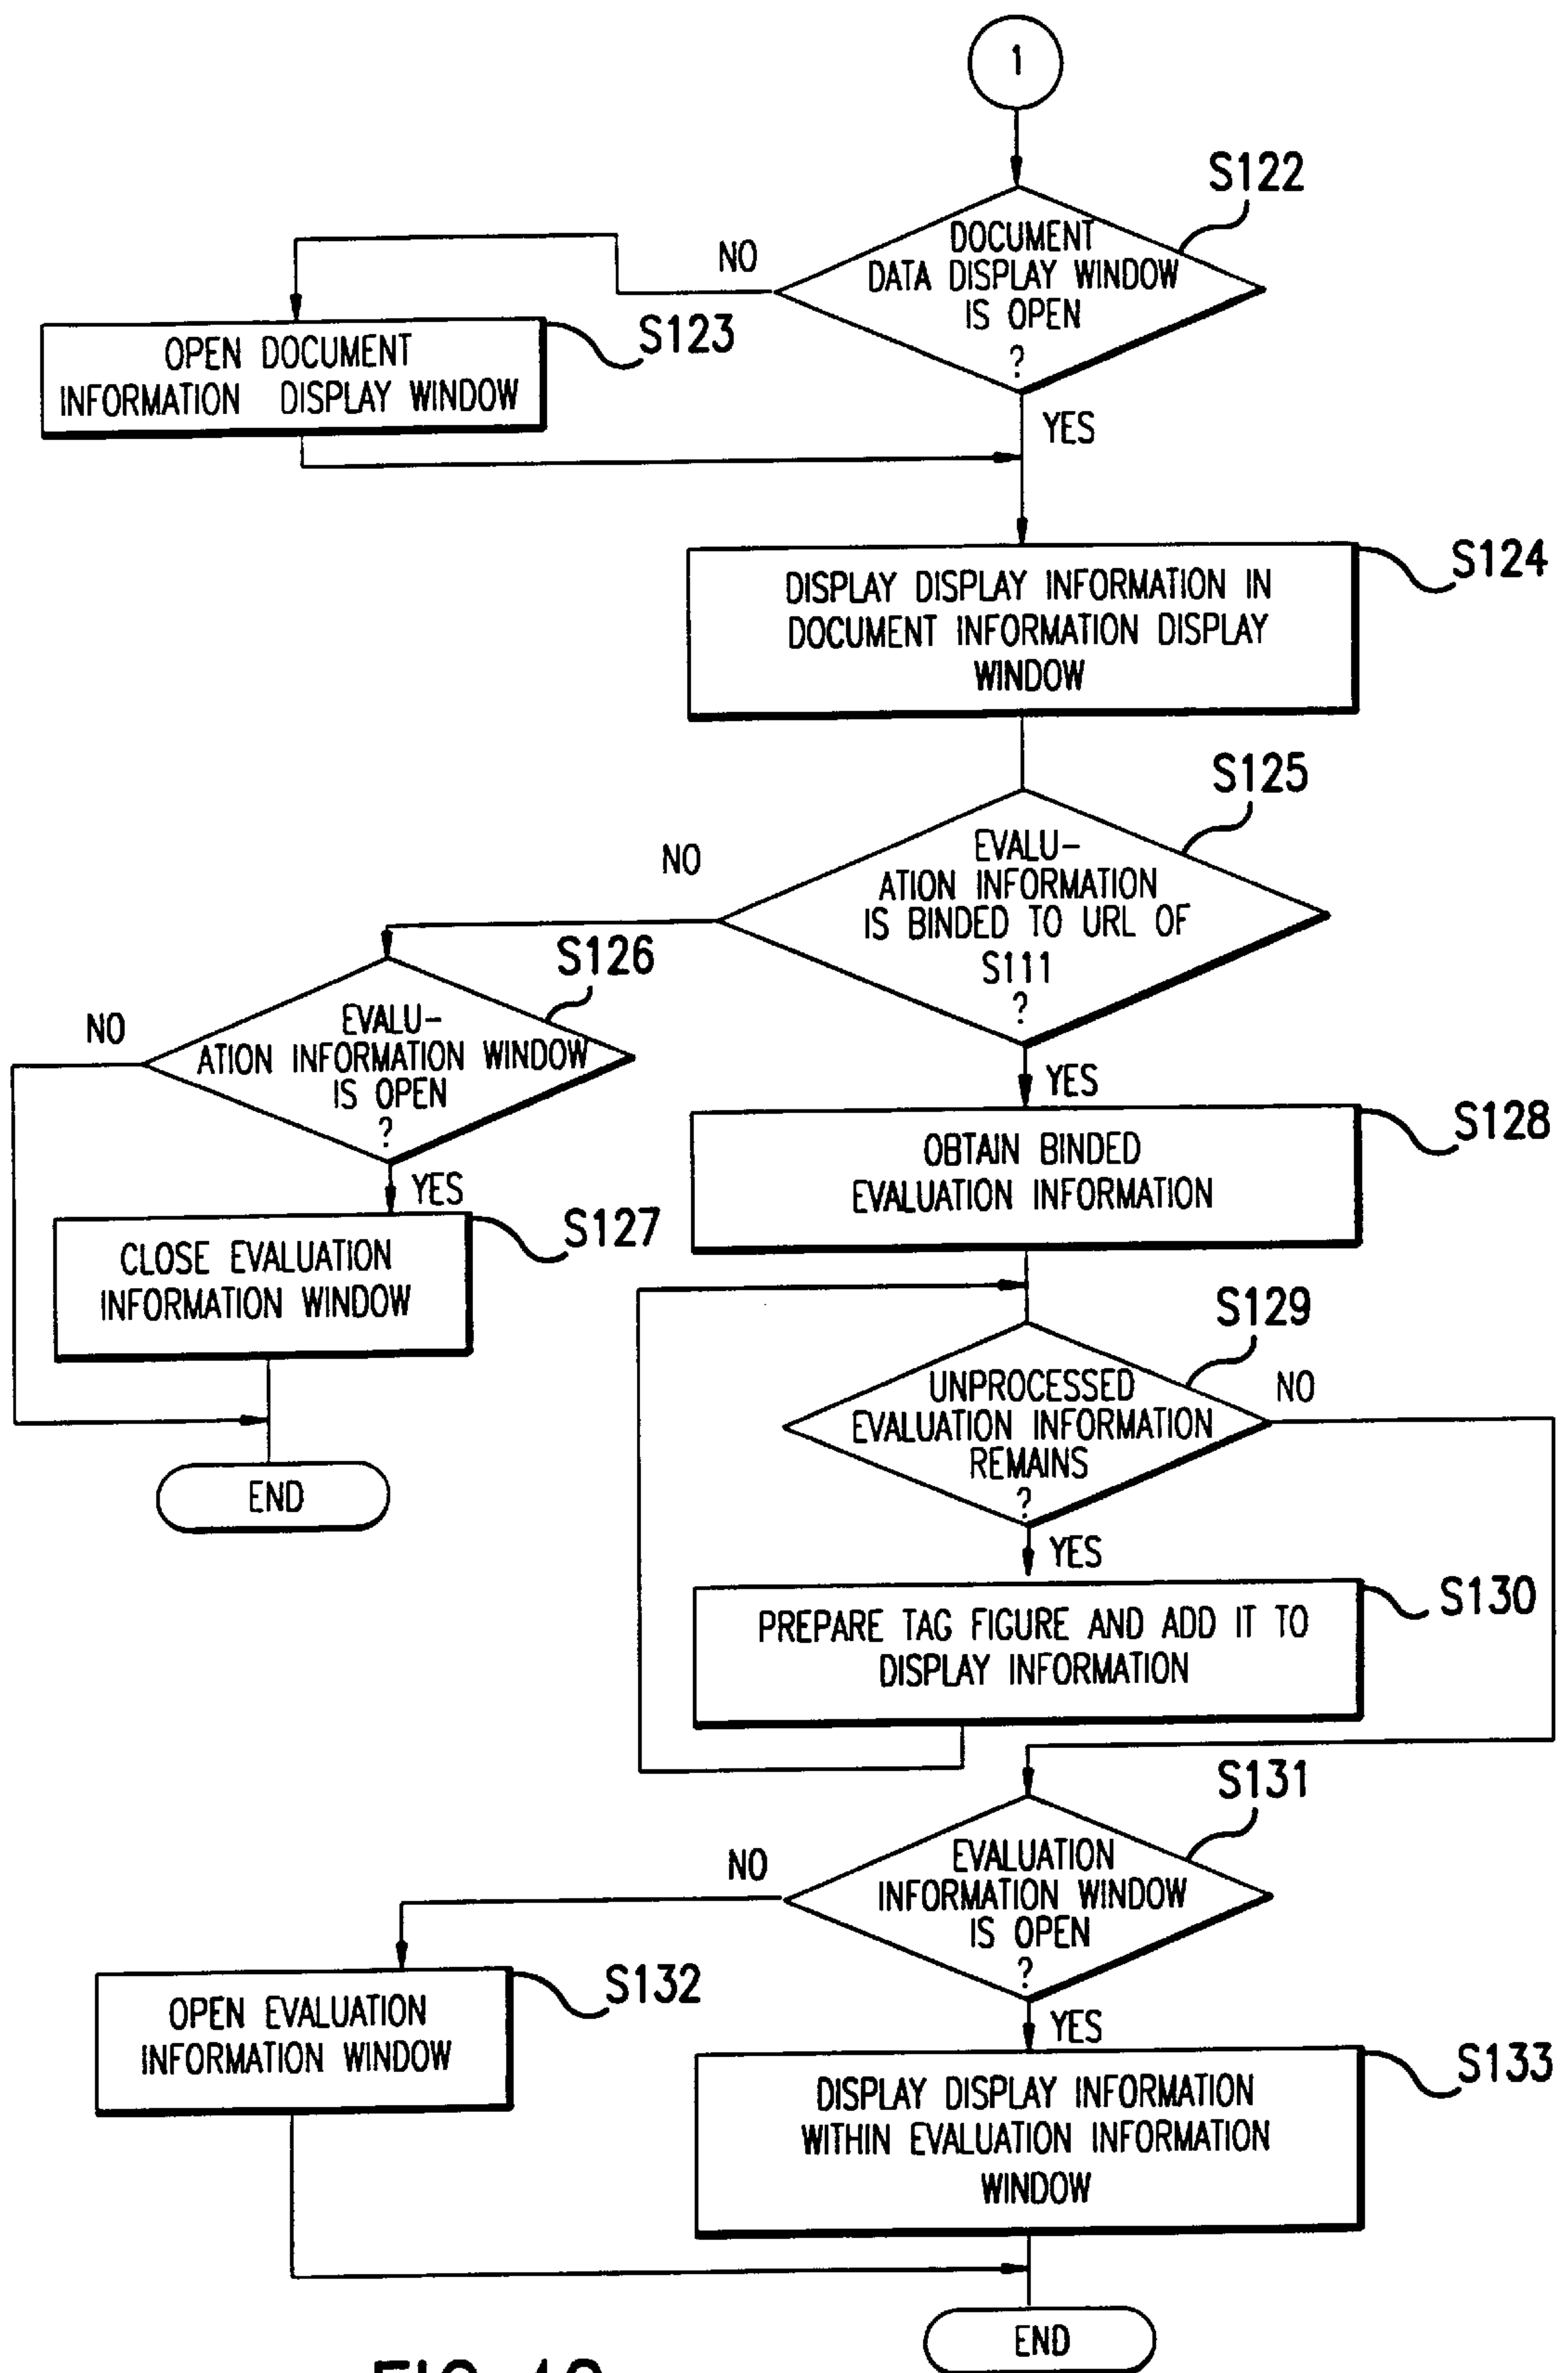 1
S122
DOCUMENT
DATA DISPLAY WINDOW
IS OPEN
?
NO
YES
S123
OPEN DOCUMENT
INFORMATION DISPLAY WINDOW
S124
DISPLAY DISPLAY INFORMATION IN
DOCUMENT INFORMATION DISPLAY
WINDOW
S125
EVALU-
ATION INFORMATION
IS BINDED TO URL OF
S111
?
NO
YES
S126
EVALU-
ATION INFORMATION WINDOW
IS OPEN
?
NO
YES
S127
CLOSE EVALUATION
INFORMATION WINDOW
END
S128
OBTAIN BINDED
EVALUATION INFORMATION
S129
UNPROCESSED
EVALUATION INFORMATION
REMAINS
?
NO
YES
S130
PREPARE TAG FIGURE AND ADD IT TO
DISPLAY INFORMATION
S131
EVALUATION
INFORMATION WINDOW
IS OPEN
?
NO
YES
S132
OPEN EVALUATION
INFORMATION WINDOW
S133
DISPLAY DISPLAY INFORMATION
WITHIN EVALUATION INFORMATION
WINDOW
END